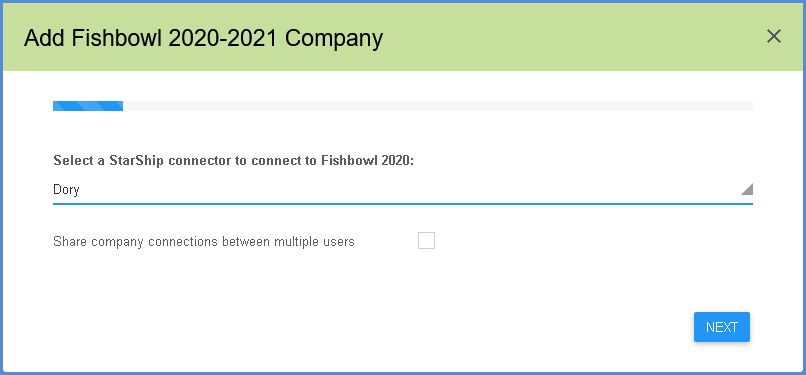 Add Fishbowl 2020-2021 Company
Select a StarShip connector to connect to Fishbowl 2020:
Dory
Share company connections between multiple users
NEXT